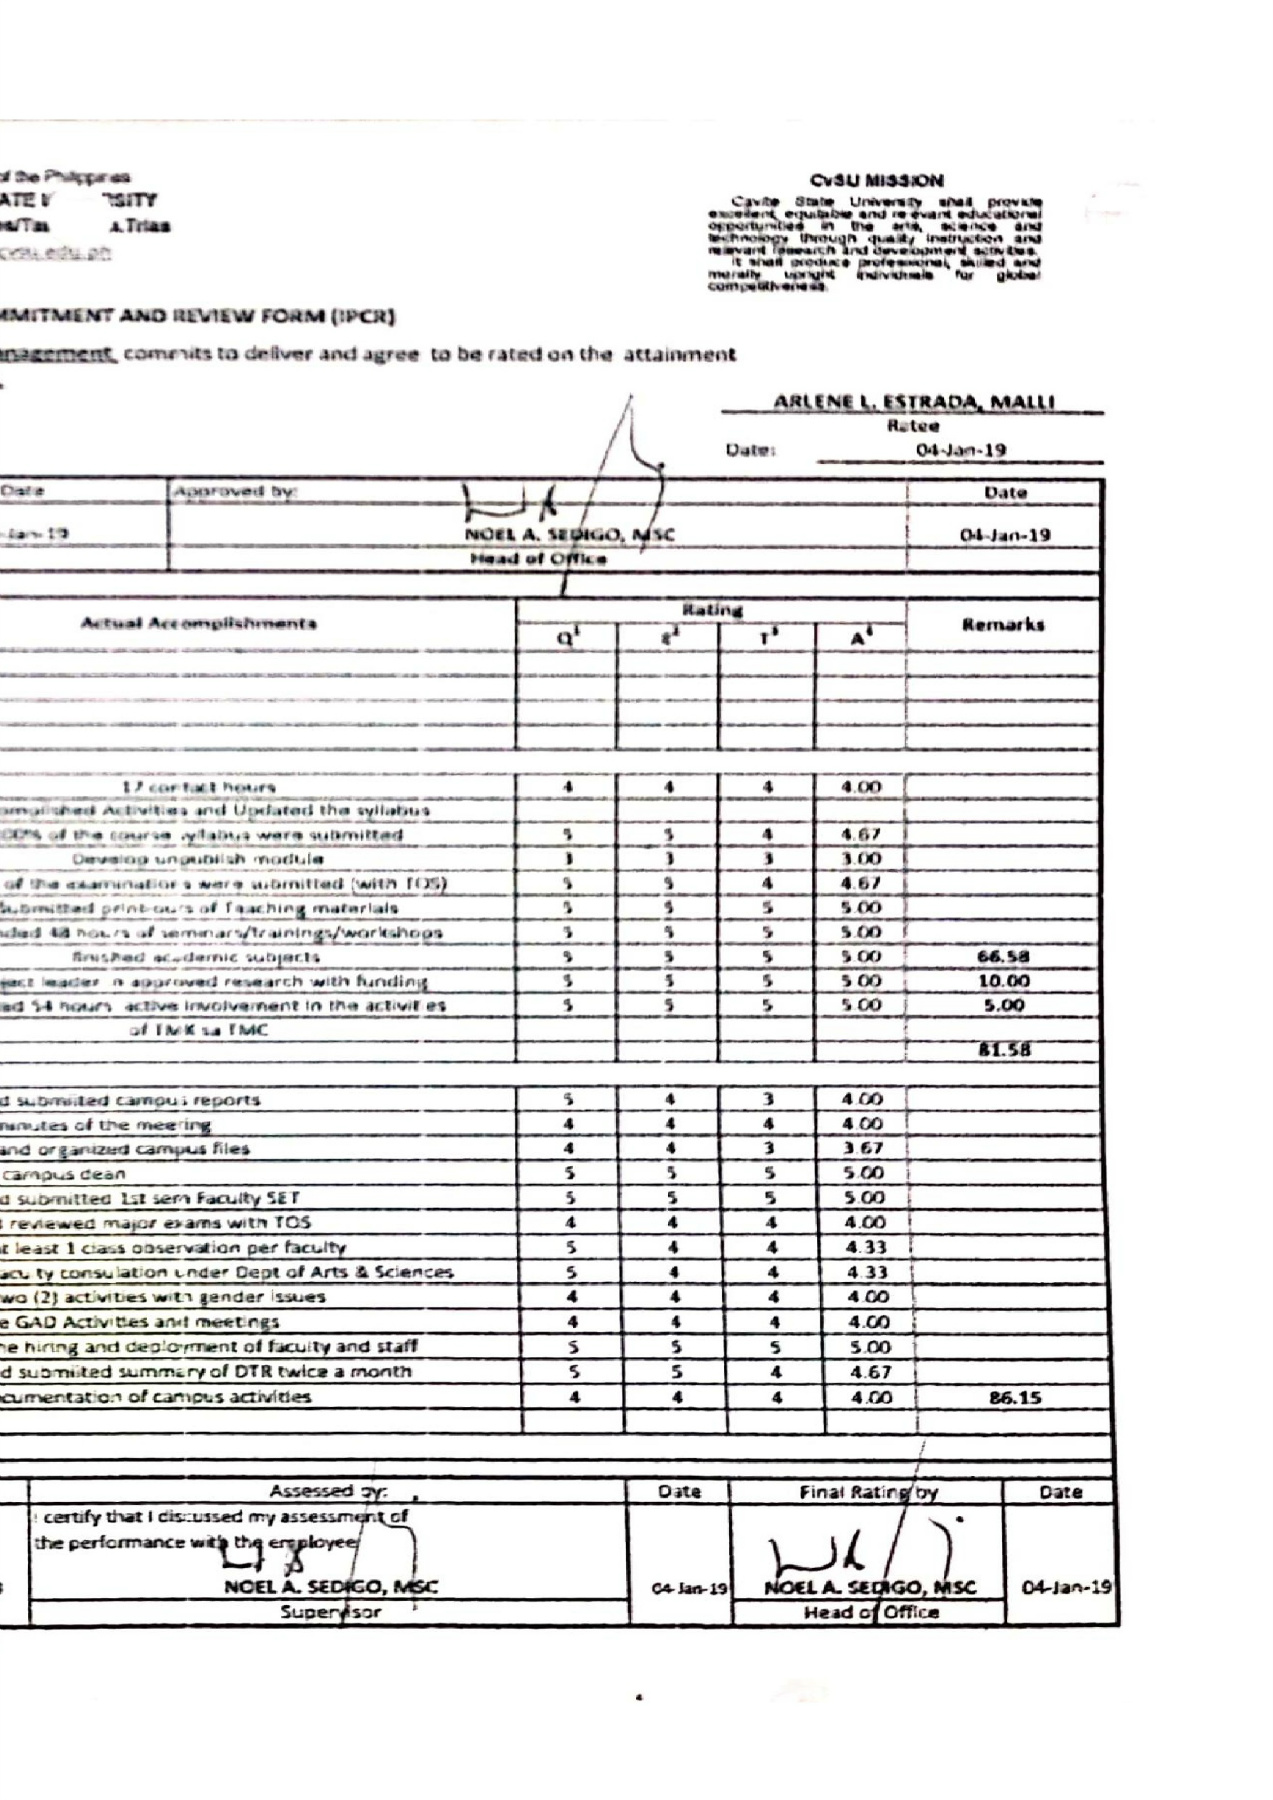 of the Philippines
CvSU MISSION
Cavite State University shall provide
excellent, equitable and relevant educational
opportunities in the arts, science and
technology through quality instruction and
relevant research and development activities.
It shall produce professional, skilled and
morally upright individuals for global
competitiveness.
MMITMENT AND REVIEW FORM (IPCR)
anagement, commits to deliver and agree to be rated on the attainment
ARLENE L. ESTRADA, MALLI
Ratee
Date: 04-Jan-19
Date Approved by: Date
-Jan-19 NOEL A. SEDIGO, MSC 04-Jan-19
Head of Office
Actual Accomplishments Rating Remarks
Q1 E2 T3 A4
17 contact hours 4 4 4 4.00
omplished Activities and Updated the syllabus
00% of the course syllabus were submitted 5 5 4 4.67
Develop unpublish module 3 3 3 3.00
of the examinations were submitted (with TOS) 5 5 4 4.67
Submitted print-ours of Teaching materials 5 5 5 5.00
nded 48 hours of seminars/trainings/workshops 5 5 5 5.00
finished academic subjects 5 5 5 5.00 66.58
ject leader in approved research with funding 5 5 5 5.00 10.00
ed 54 hours active involvement in the activities 5 5 5 5.00 5.00
of TMK sa TMC
81.58
d submiited campus reports 5 4 3 4.00
minutes of the meering 4 4 4 4.00
and organized campus files 4 4 3 3.67
campus dean 5 5 5 5.00
d submitted 1st sem Faculty SET 5 5 5 5.00
reviewed major exams with TOS 4 4 4 4.00
t least 1 class observation per faculty 5 4 4 4.33
aculty consulation under Dept of Arts & Sciences 5 4 4 4.33
wo (2) activities with gender issues 4 4 4 4.00
e GAD Activities and meetings 4 4 4 4.00
he hiring and deployment of faculty and staff 5 5 5 5.00
d submiited summary of DTR twice a month 5 5 4 4.67
cumentation of campus activities 4 4 4 4.00 86.15
Assessed by: Date Final Rating by Date
I certify that I discussed my assessment of
the performance with the employee
NOEL A. SEDIGO, MSC 04-Jan-19 NOEL A. SEDIGO, MSC 04-Jan-19
Supervisor Head of Office